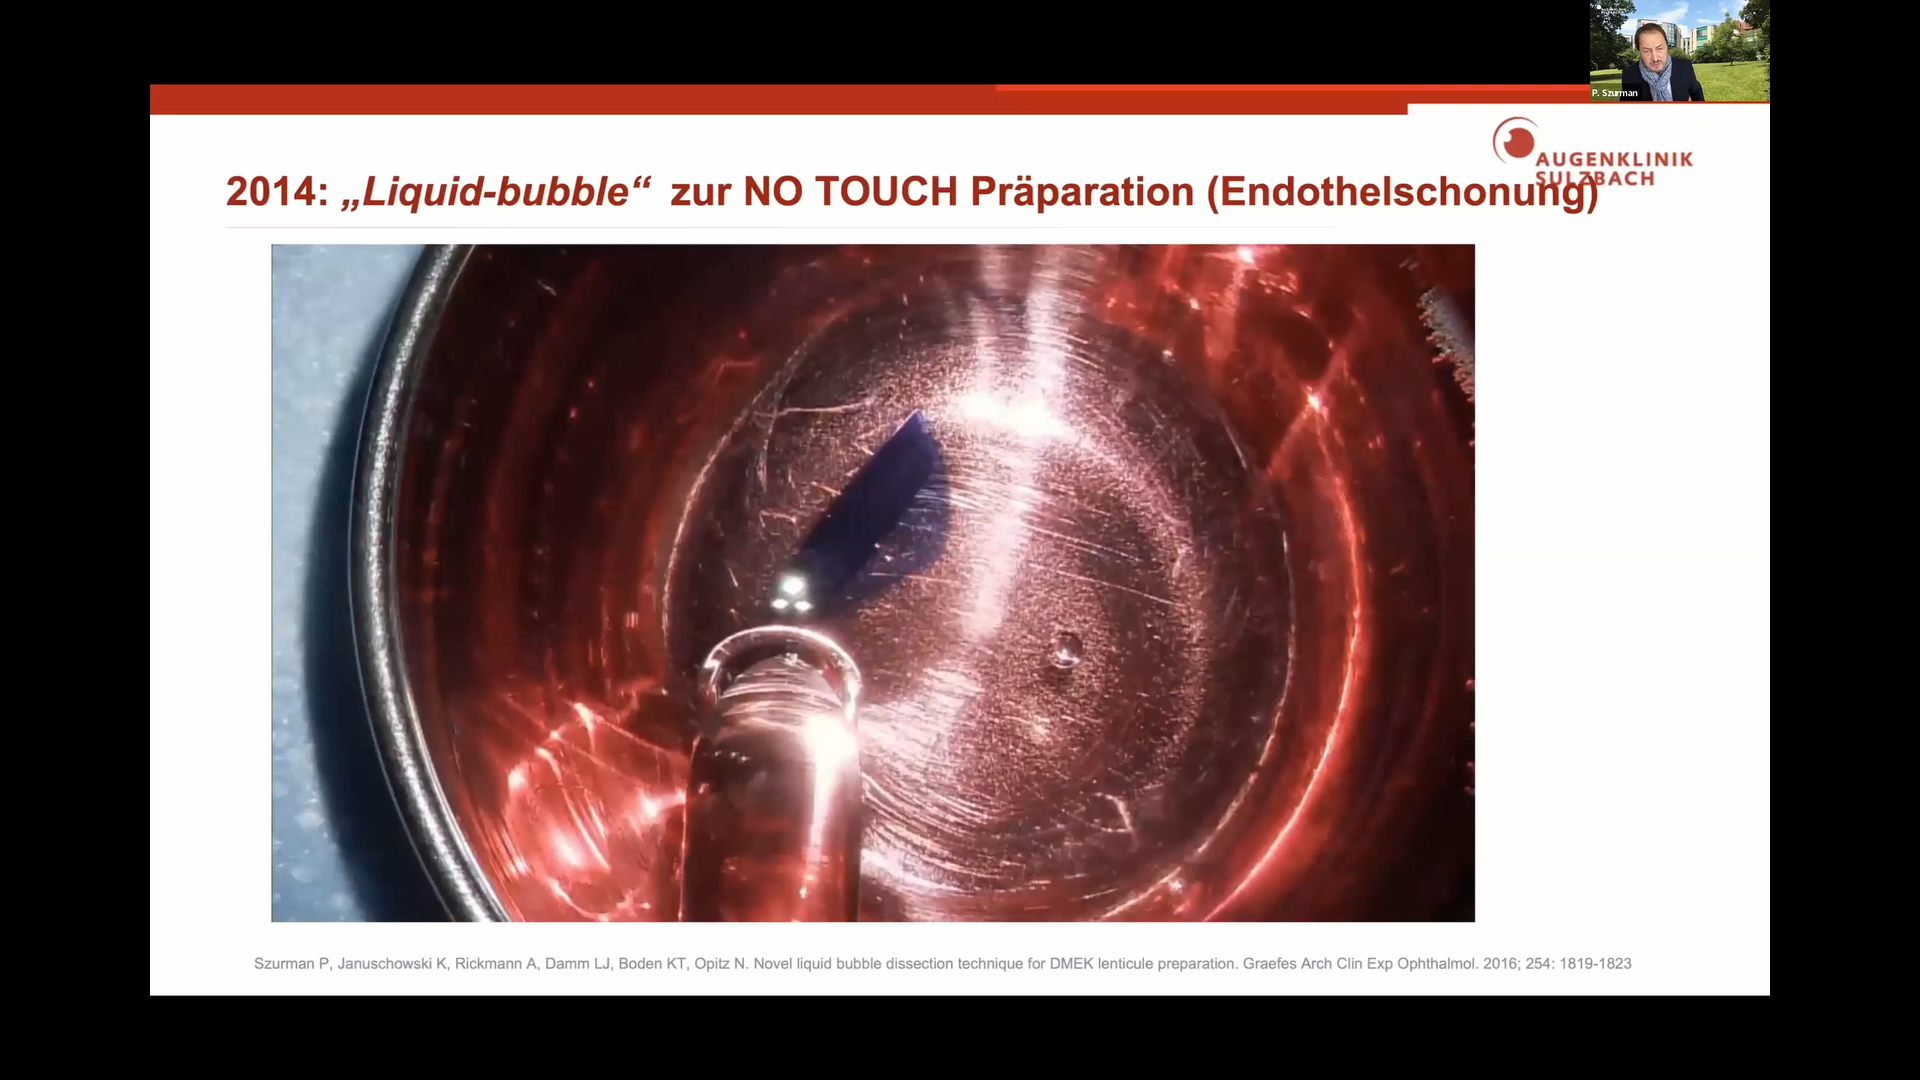 P. Szurman
AUGENKLINIK
SULZBACH
2014: „Liquid-bubble“ zur NO TOUCH Präparation (Endothelschonung)
Szurman P, Januschowski K, Rickmann A, Damm LJ, Boden KT, Opitz N. Novel liquid bubble dissection technique for DMEK lenticule preparation. Graefes Arch Clin Exp Ophthalmol. 2016; 254: 1819-1823